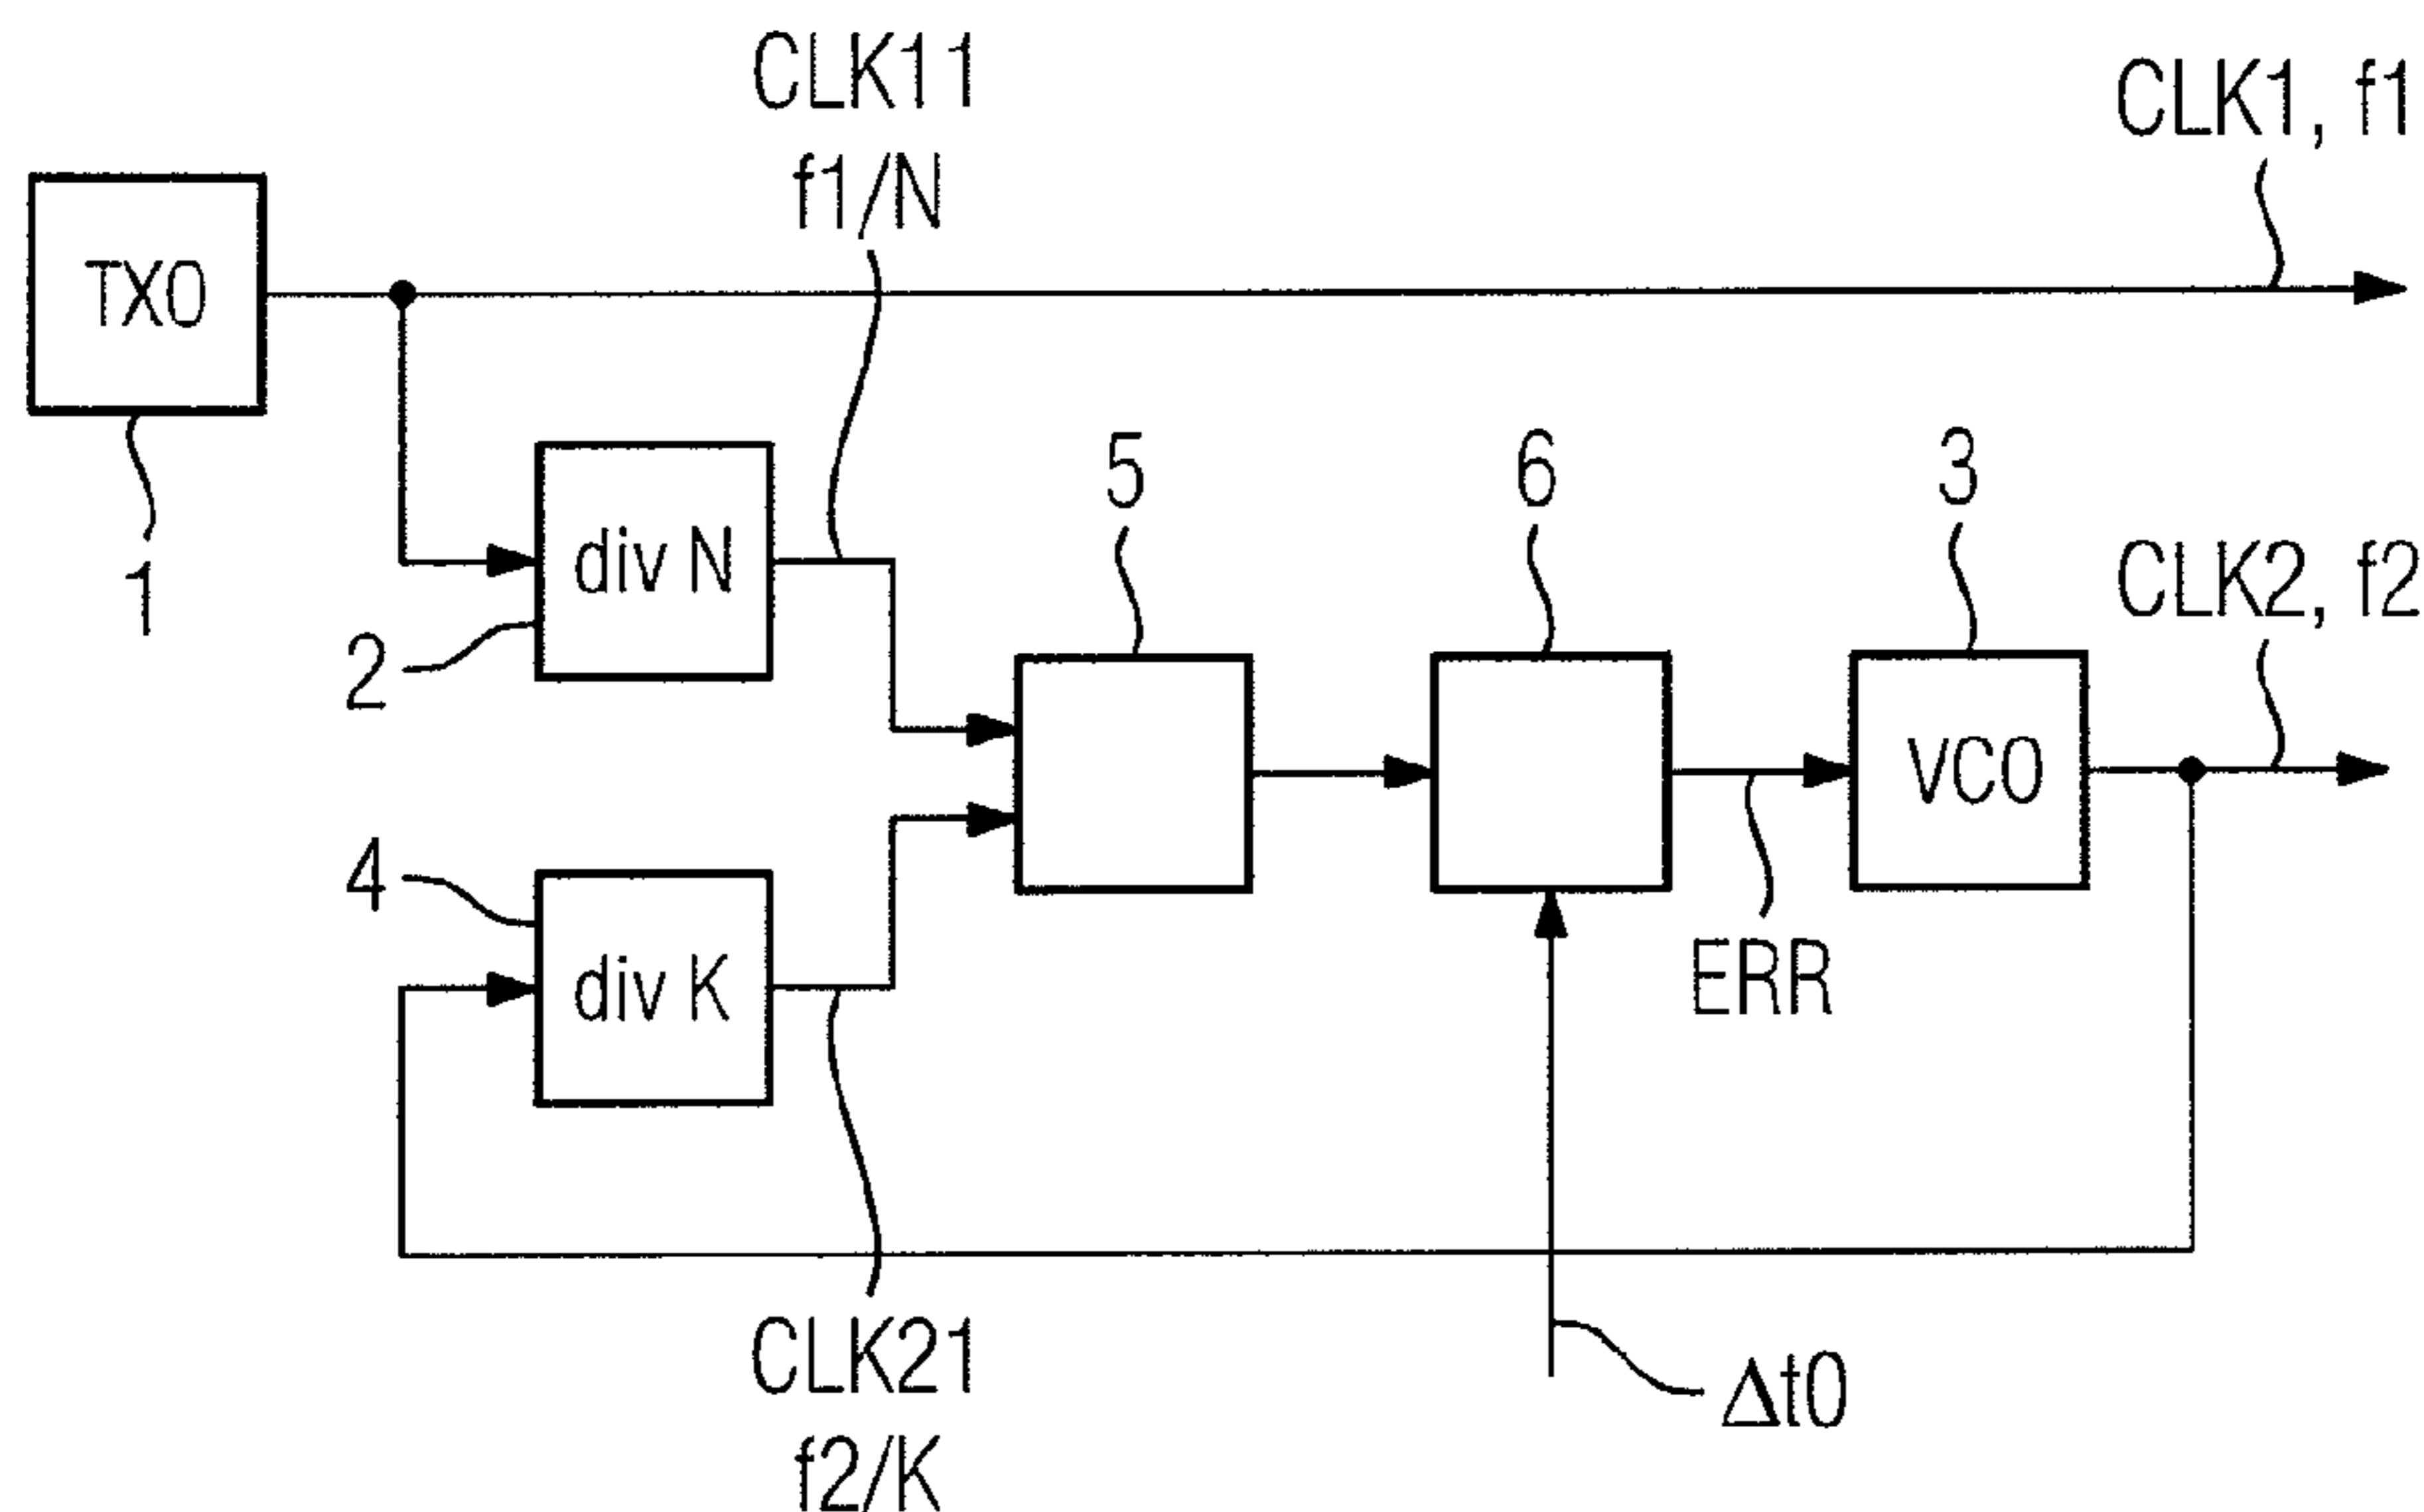 CLK11
f1/N
CLK1, f1
TXO
1
div N
2
5
6
3
CLK2, f2
VCO
4
div K
ERR
CLK21
f2/K
Δt0